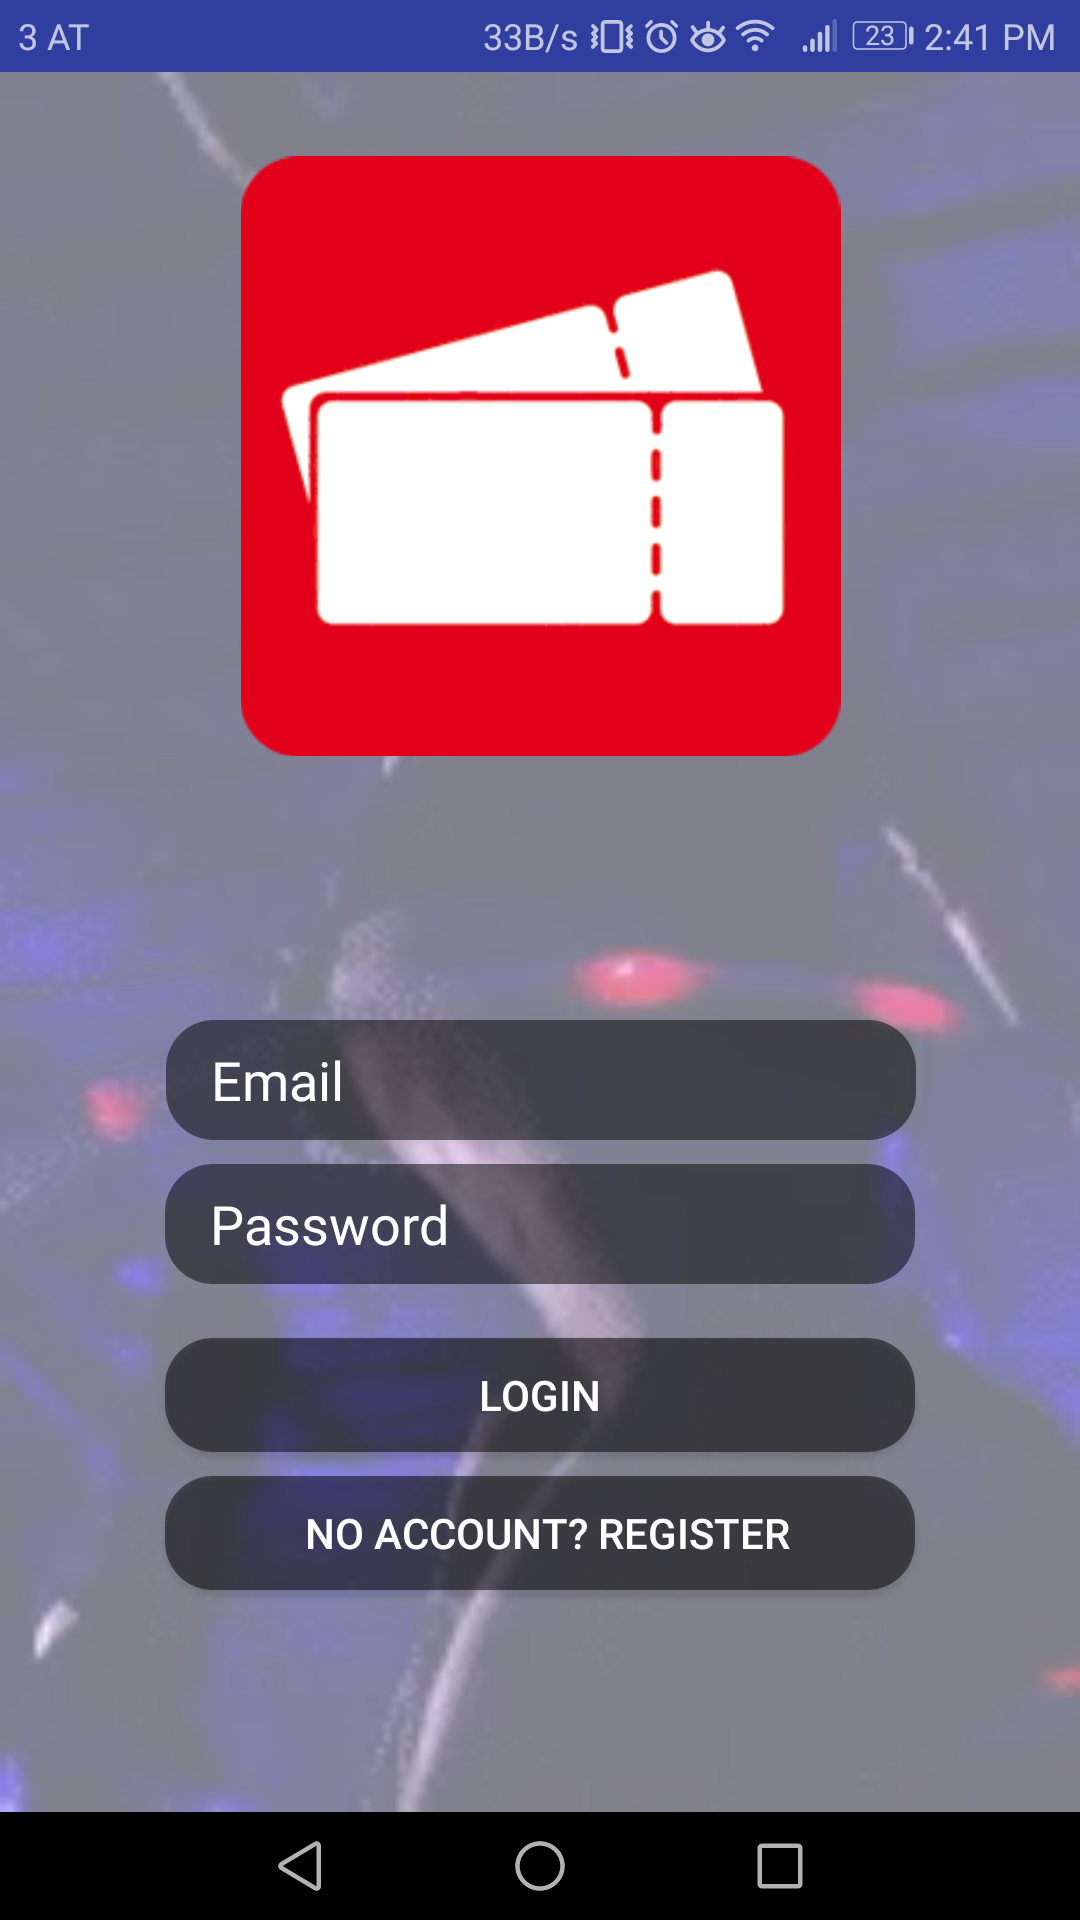 3 AT 33B/s 23 2:41 PM
Email
Password
LOGIN
NO ACCOUNT? REGISTER